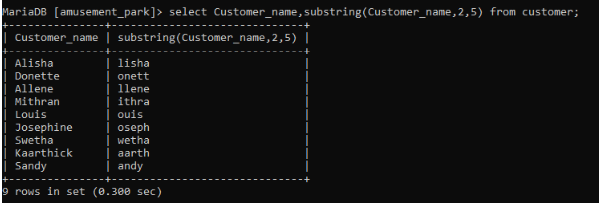 MariaDB [amusement_park]> select Customer_name,substring(Customer_name,2,5) from customer;
+---------------+------------------------------+
| Customer_name | substring(Customer_name,2,5) |
+---------------+------------------------------+
| Alisha | lisha |
| Donette | onett |
| Allene | llene |
| Mithran | ithra |
| Louis | ouis |
| Josephine | oseph |
| Swetha | wetha |
| Kaarthick | aarth |
| Sandy | andy |
+---------------+------------------------------+
9 rows in set (0.300 sec)